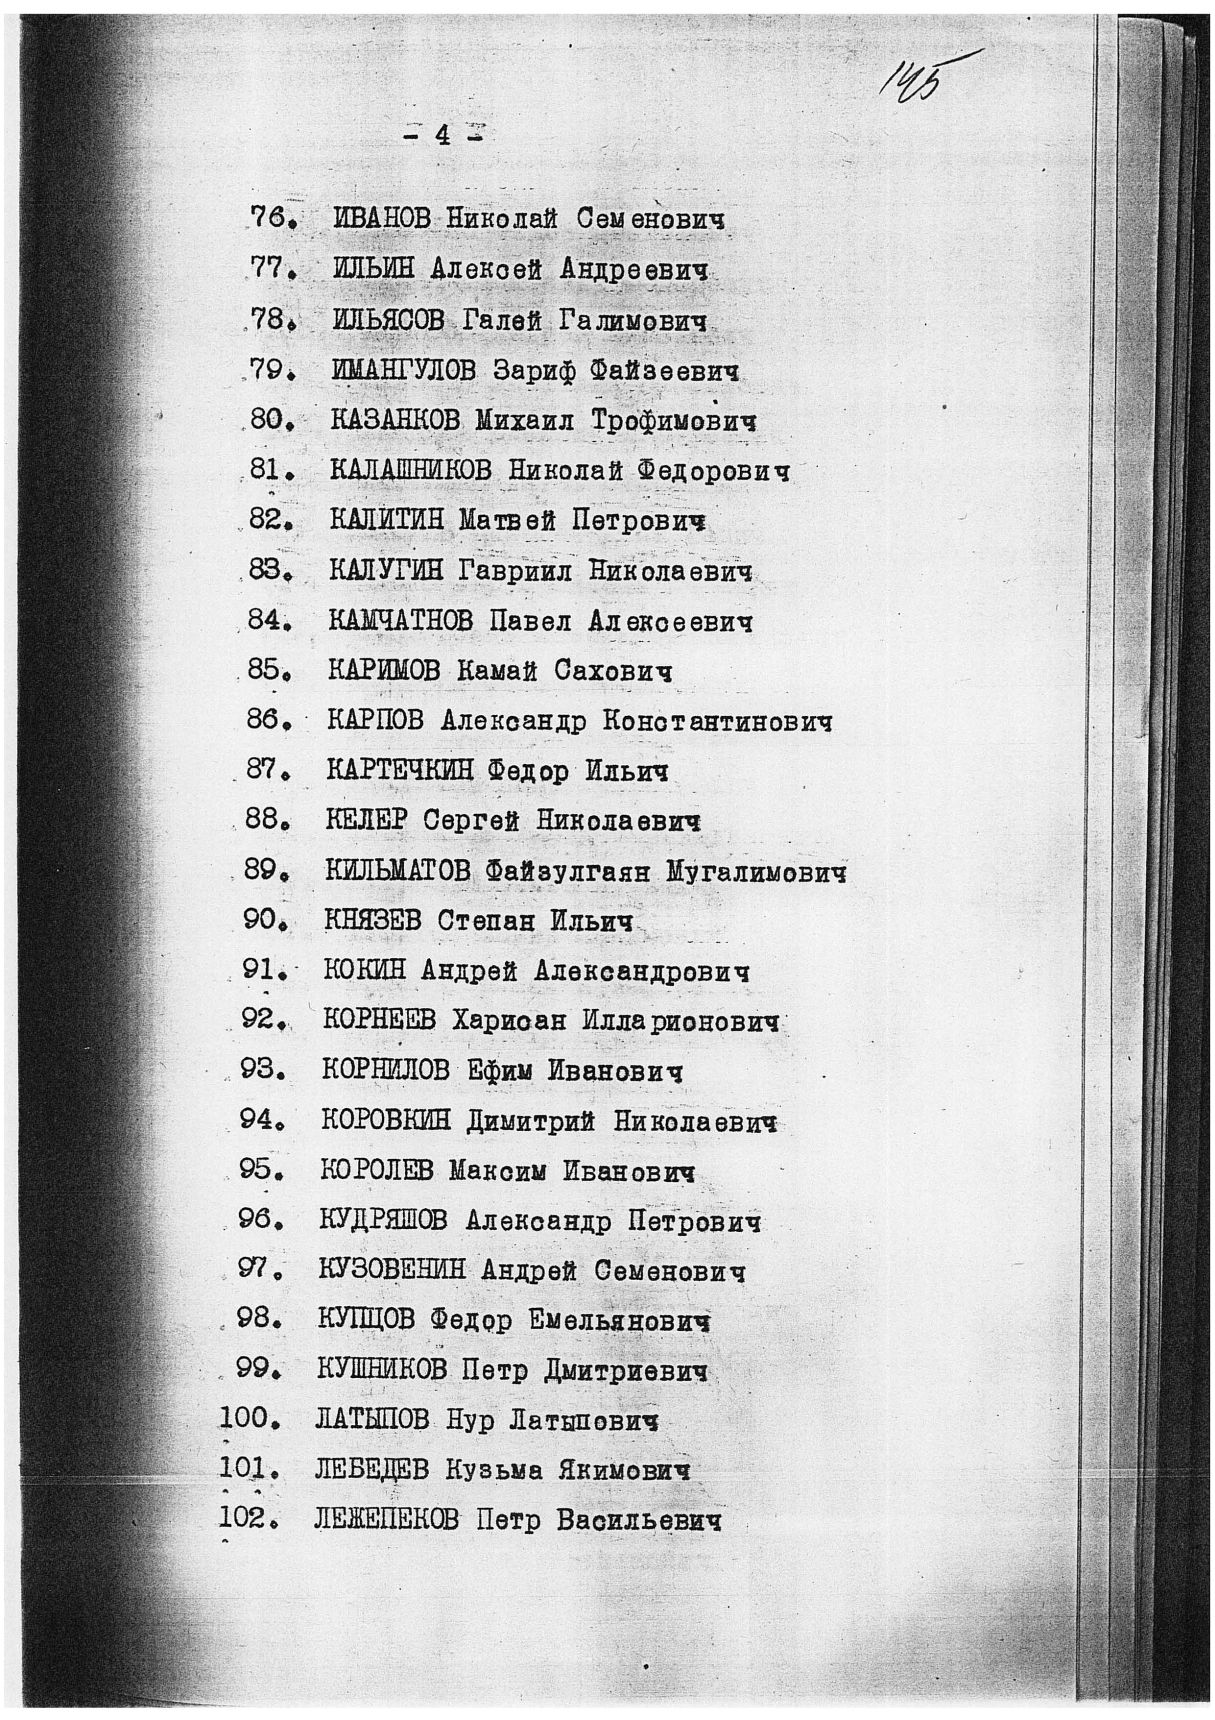 145
- 4 -
76. ИВАНОВ Николай Семенович
77. ИЛЬИН Алексей Андреевич
78. ИЛЬЯСОВ Галей Галимович
79. ИМАНГУЛОВ Зариф Файзеевич
80. КАЗАНКОВ Михаил Трофимович
81. КАЛАШНИКОВ Николай Федорович
82. КАЛИТИН Матвей Петрович
83. КАЛУГИН Гавриил Николаевич
84. КАМЧАТНОВ Павел Алексеевич
85. КАРИМОВ Камай Сахович
86. КАРПОВ Александр Константинович
87. КАРТЕЧКИН Федор Ильич
88. КЕЛЕР Сергей Николаевич
89. КИЛЬМАТОВ Файзулгаян Мугалимович
90. КНЯЗЕВ Степан Ильич
91. КОКИН Андрей Александрович
92. КОРНЕЕВ Харисан Илларионович
93. КОРНИЛОВ Ефим Иванович
94. КОРОВКИН Димитрий Николаевич
95. КОРОЛЕВ Максим Иванович
96. КУДРЯШОВ Александр Петрович
97. КУЗОВЕНИН Андрей Семенович
98. КУПЦОВ Федор Емельянович
99. КУШНИКОВ Петр Дмитриевич
100. ЛАТЫПОВ Нур Латыпович
101. ЛЕБЕДЕВ Кузьма Якимович
102. ЛЕЖЕПЕКОВ Петр Васильевич